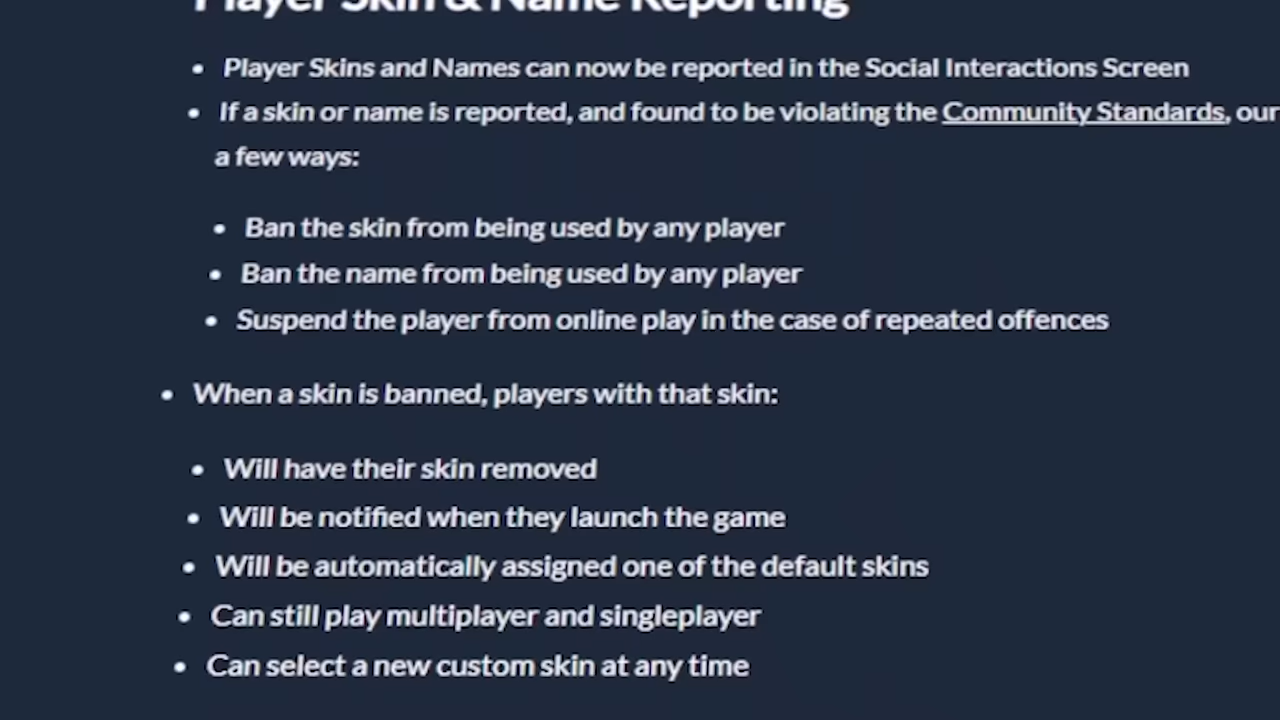 Player Skin & Name Reporting
Player Skins and Names can now be reported in the Social Interactions Screen
If a skin or name is reported, and found to be violating the Community Standards, our
a few ways:
Ban the skin from being used by any player
Ban the name from being used by any player
Suspend the player from online play in the case of repeated offences
When a skin is banned, players with that skin:
Will have their skin removed
Will be notified when they launch the game
Will be automatically assigned one of the default skins
Can still play multiplayer and singleplayer
Can select a new custom skin at any time